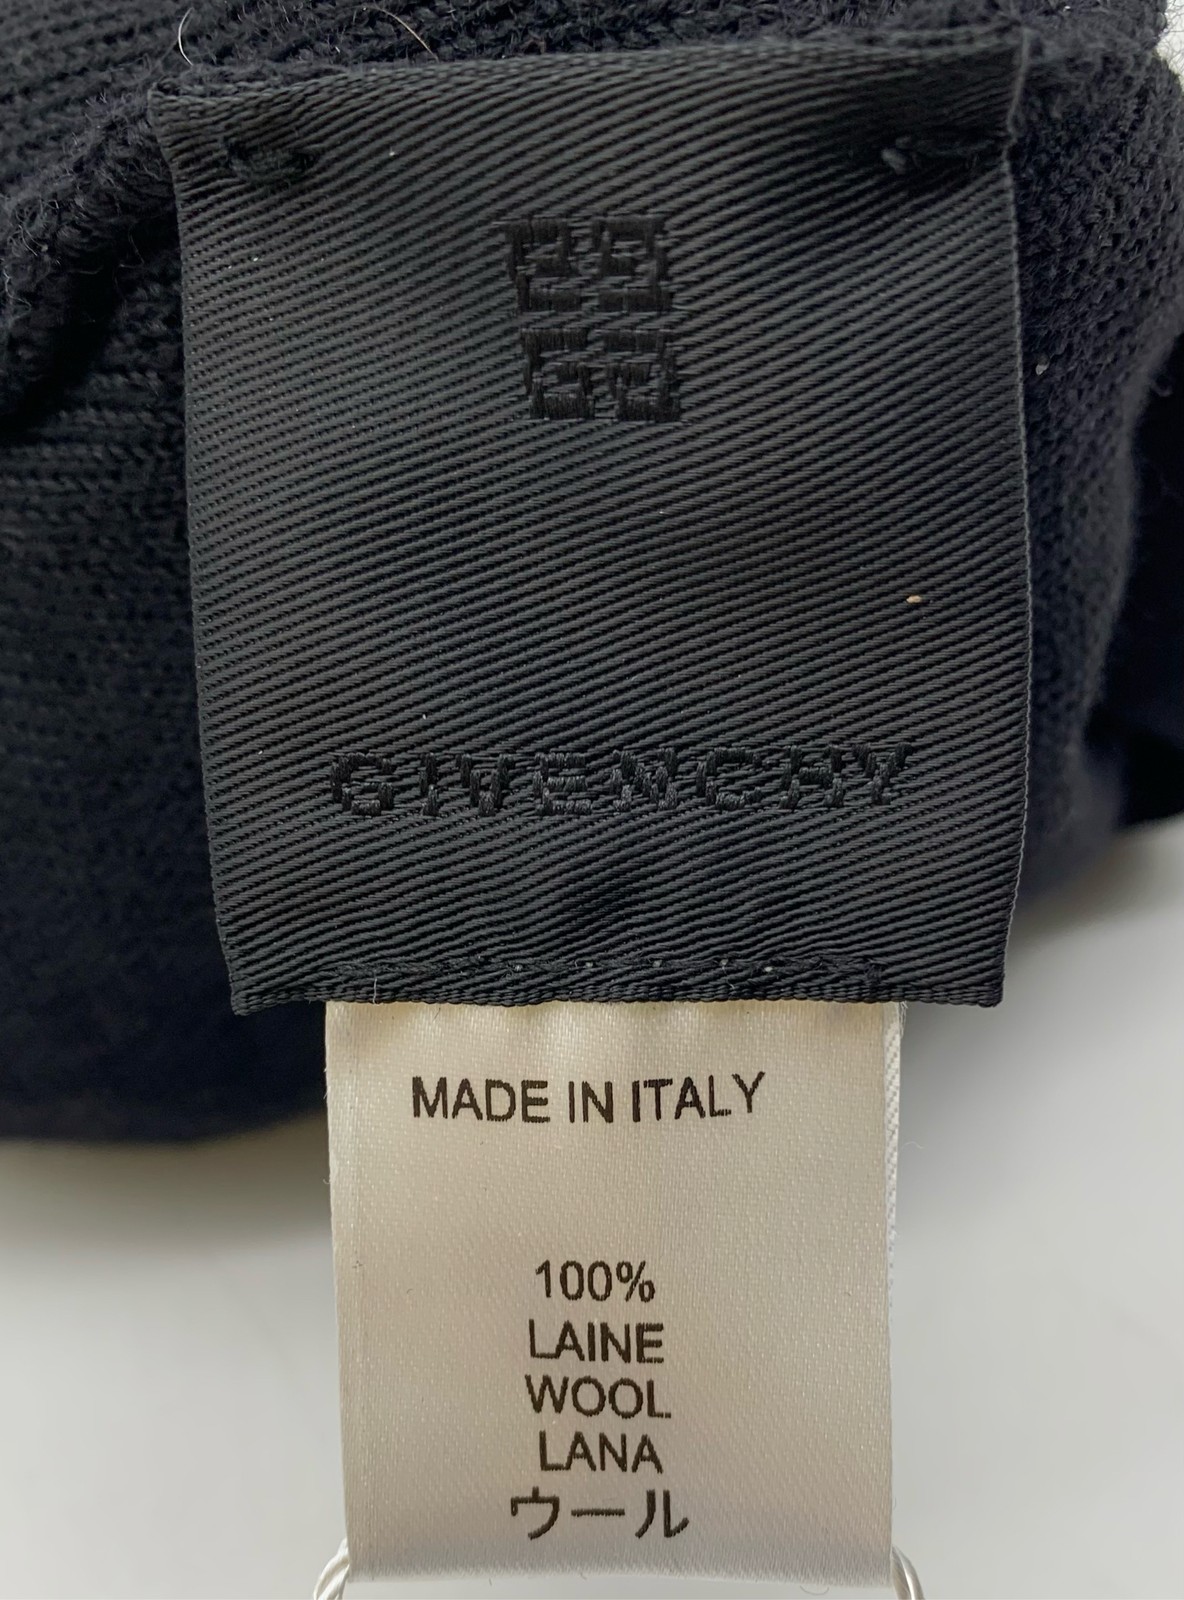 GIVENCHY
MADE IN ITALY
100%
LAINE
WOOL
LANA
ウール